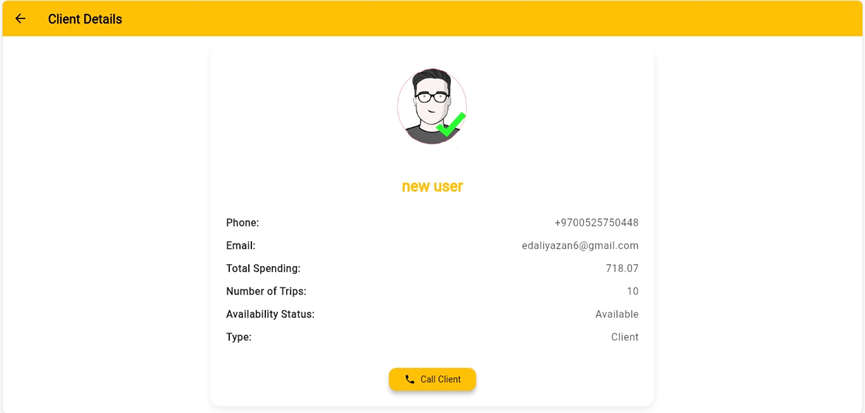 Client Details
new user
Phone: +9700525750448
Email: edaliyazan6@gmail.com
Total Spending: 718.07
Number of Trips: 10
Availability Status: Available
Type: Client
Call Client